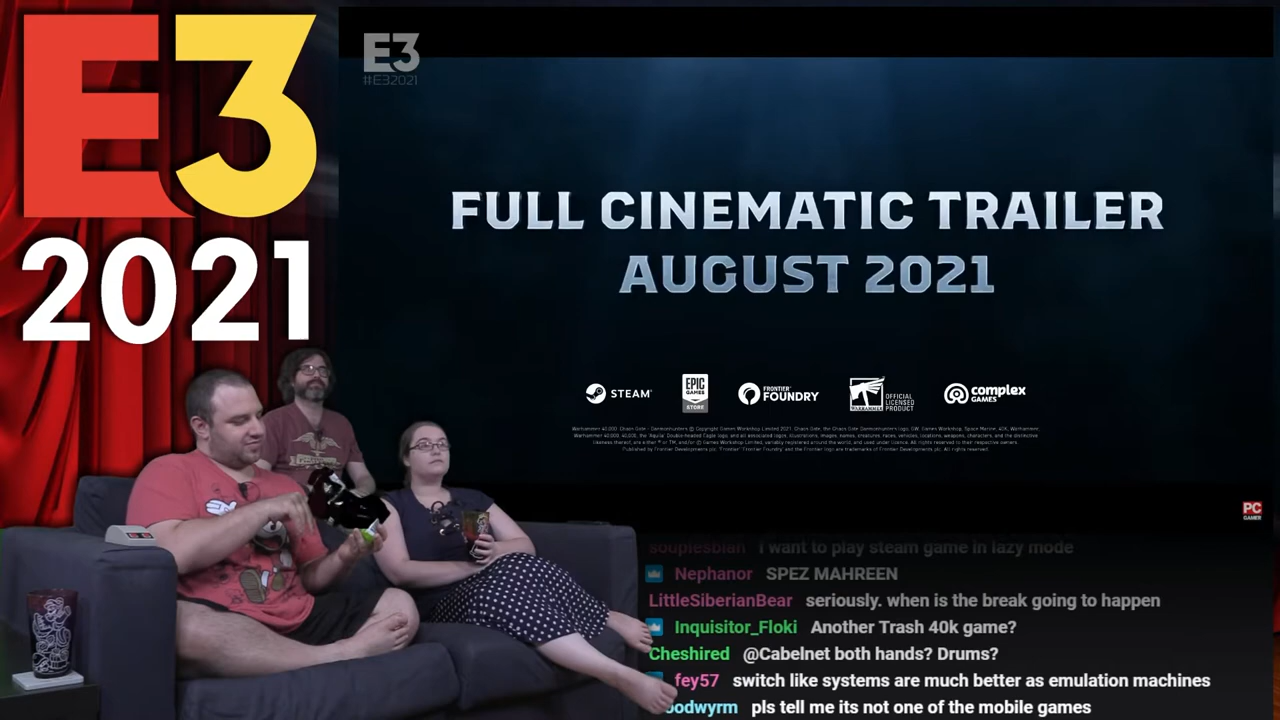 E3
2021
E3
#E32021
FULL CINEMATIC TRAILER
AUGUST 2021
STEAM
EPIC
GAMES
STORE
FRONTIER
FOUNDRY
WARHAMMER
OFFICIAL
LICENSED
PRODUCT
complex
GAMES
PC
GAMER
souplesbian I want to play steam game in lazy mode
Nephanor SPEZ MAHREEN
LittleSiberianBear seriously. when is the break going to happen
Inquisitor_Floki Another Trash 40k game?
Cheshired @Cabelnet both hands? Drums?
fey57 switch like systems are much better as emulation machines
pls tell me its not one of the mobile games